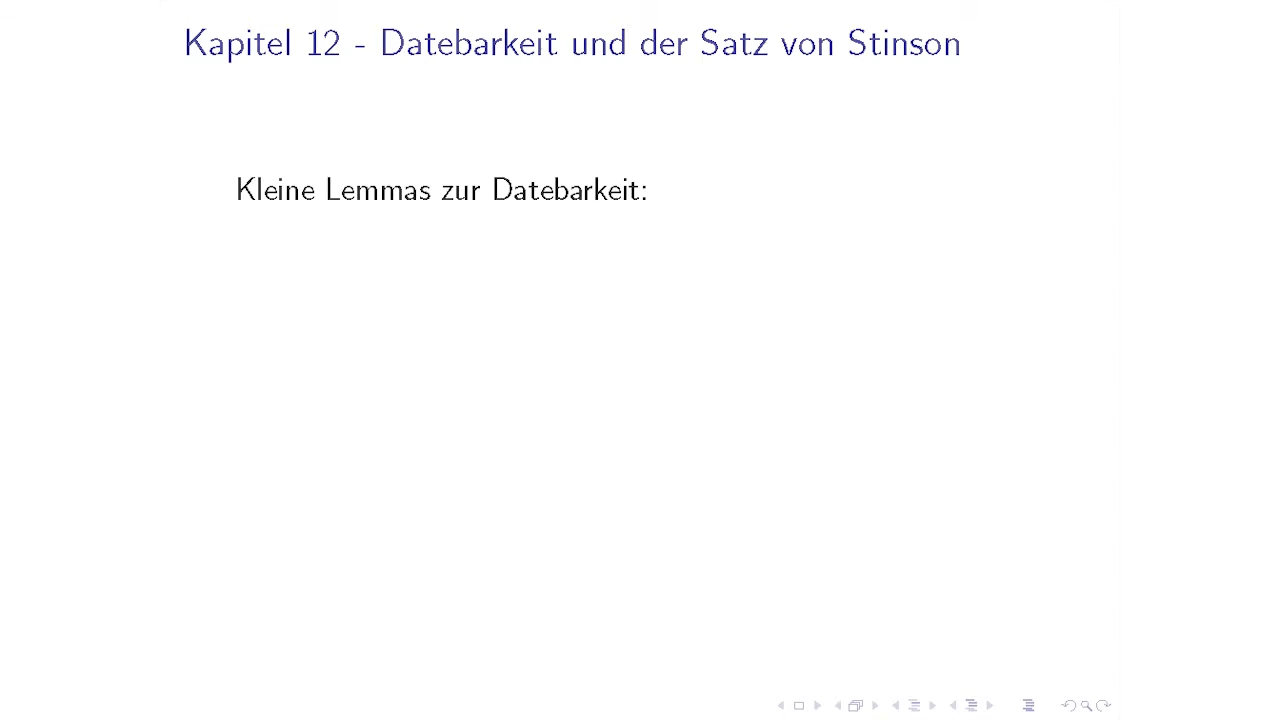 Kapitel 12 - Datebarkeit und der Satz von Stinson
Kleine Lemmas zur Datebarkeit: